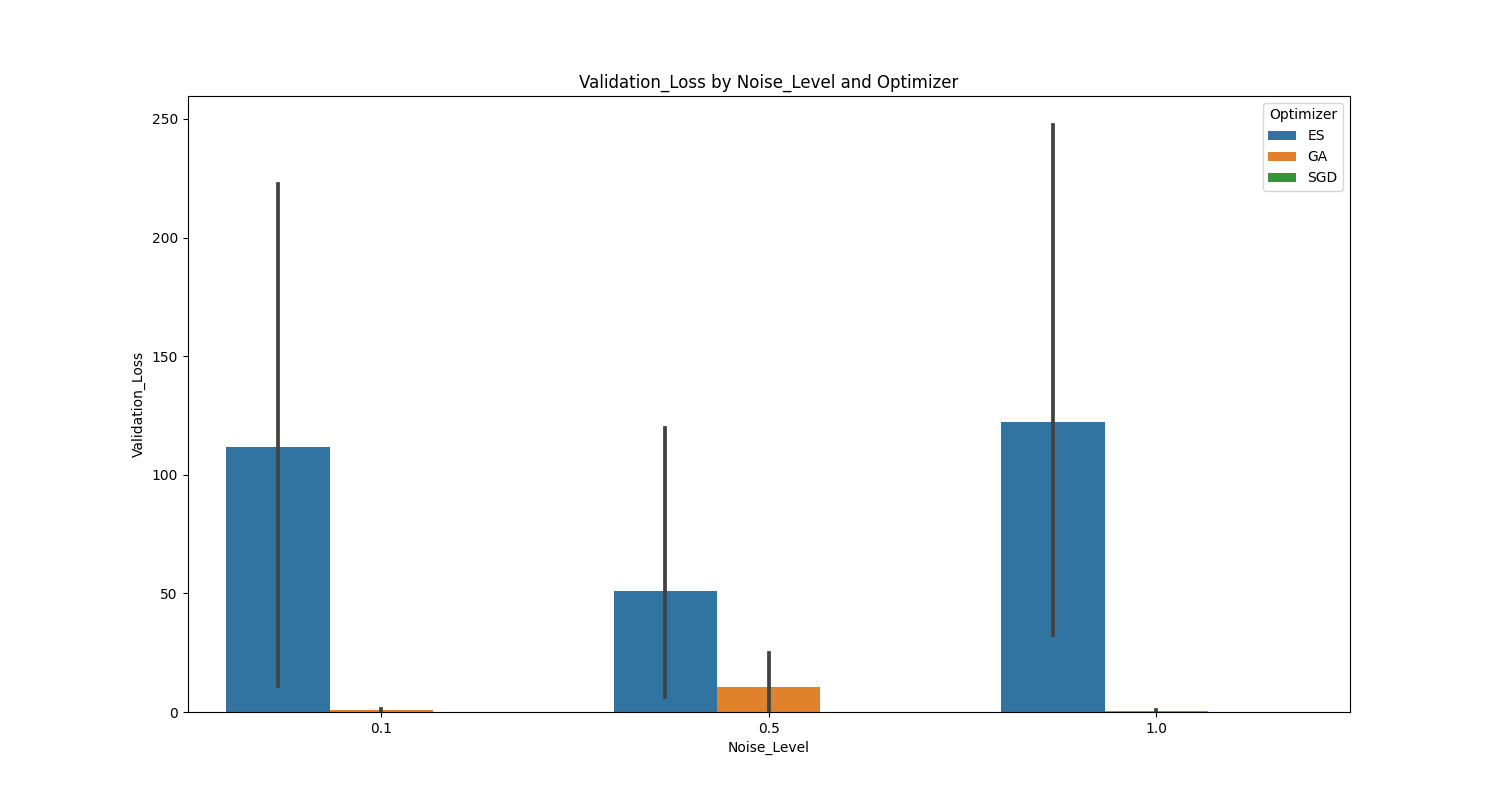 Validation_Loss by Noise_Level and Optimizer
Optimizer
ES
GA
SGD
Validation_Loss
250
200
150
100
50
0
0.1
0.5
1.0
Noise_Level